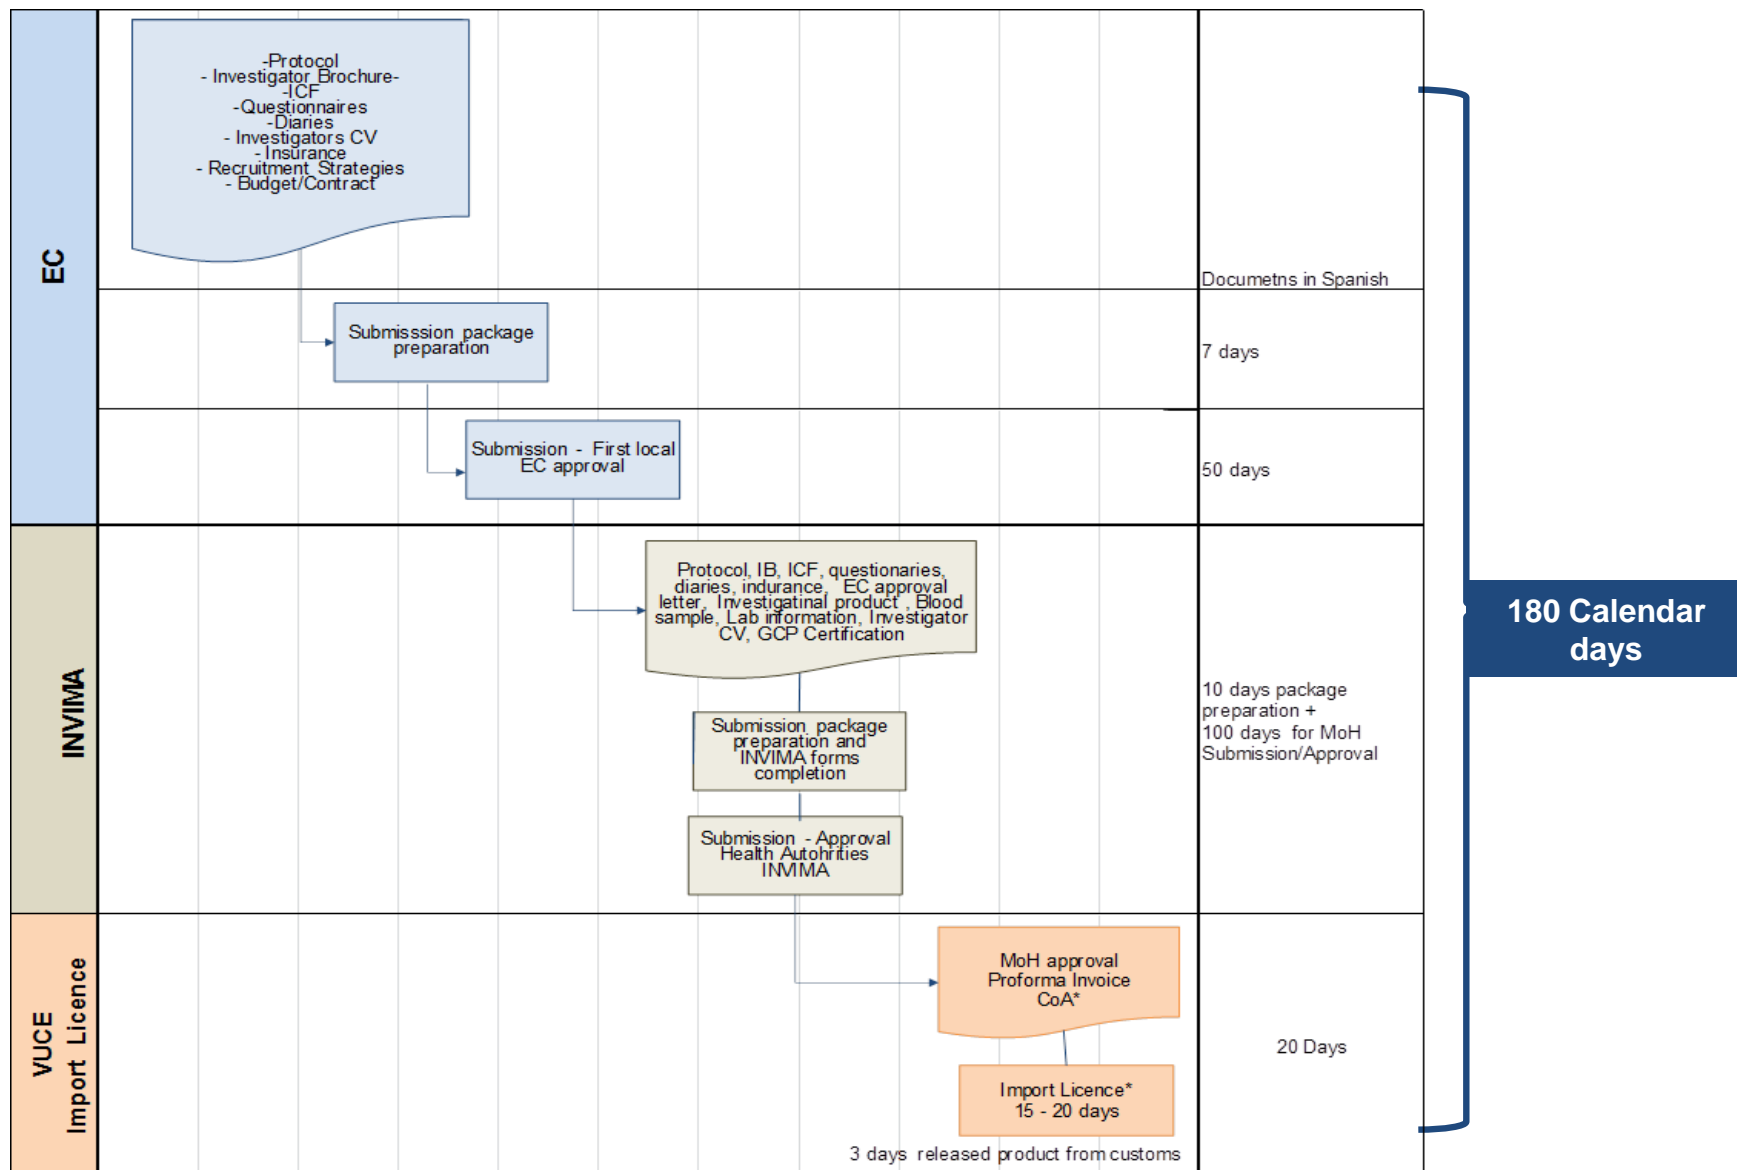 EC
-Protocol
- Investigator Brochure-
-ICF
-Questionnaires
-Diaries
- Investigators CV
- Insurance
- Recruitment Strategies
- Budget/Contract
Documetns in Spanish
Submisssion package
preparation
7 days
Submission - First local
EC approval
50 days
INVIMA
Protocol, IB, ICF, questionaries,
diaries, indurance, EC approval
letter, Investigatinal product , Blood
sample, Lab information, Investigator
CV, GCP Certification
Submission package
preparation and
INVIMA forms
completion
Submission - Approval
Health Autohrities
INVIMA
10 days package
preparation +
100 days for MoH
Submission/Approval
180 Calendar
days
VUCE
Import Licence
MoH approval
Proforma Invoice
CoA*
Import Licence*
15 - 20 days
20 Days
3 days released product from customs